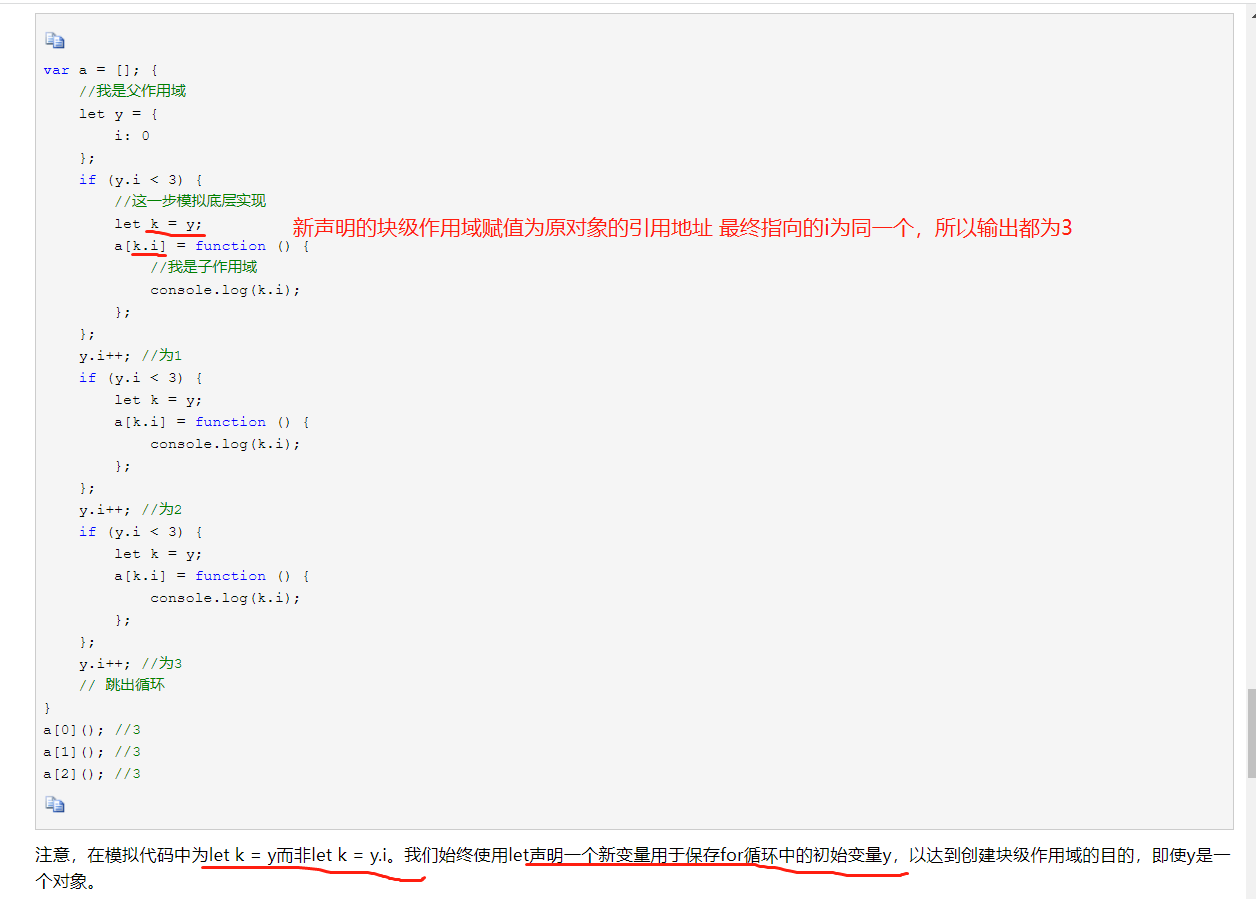 var a = []; {
//我是父作用域
let y = {
i: 0
};
if (y.i < 3) {
//这一步模拟底层实现
let k = y;
新声明的块级作用域赋值为原对象的引用地址 最终指向的i为同一个，所以输出都为3
a[k.i] = function () {
//我是子作用域
console.log(k.i);
};
};
y.i++; //为1
if (y.i < 3) {
let k = y;
a[k.i] = function () {
console.log(k.i);
};
};
y.i++; //为2
if (y.i < 3) {
let k = y;
a[k.i] = function () {
console.log(k.i);
};
};
y.i++; //为3
// 跳出循环
}
a[0](); //3
a[1](); //3
a[2](); //3
注意，在模拟代码中为let k = y而非let k = y.i。我们始终使用let声明一个新变量用于保存for循环中的初始变量y，以达到创建块级作用域的目的，即使y是一
个对象。